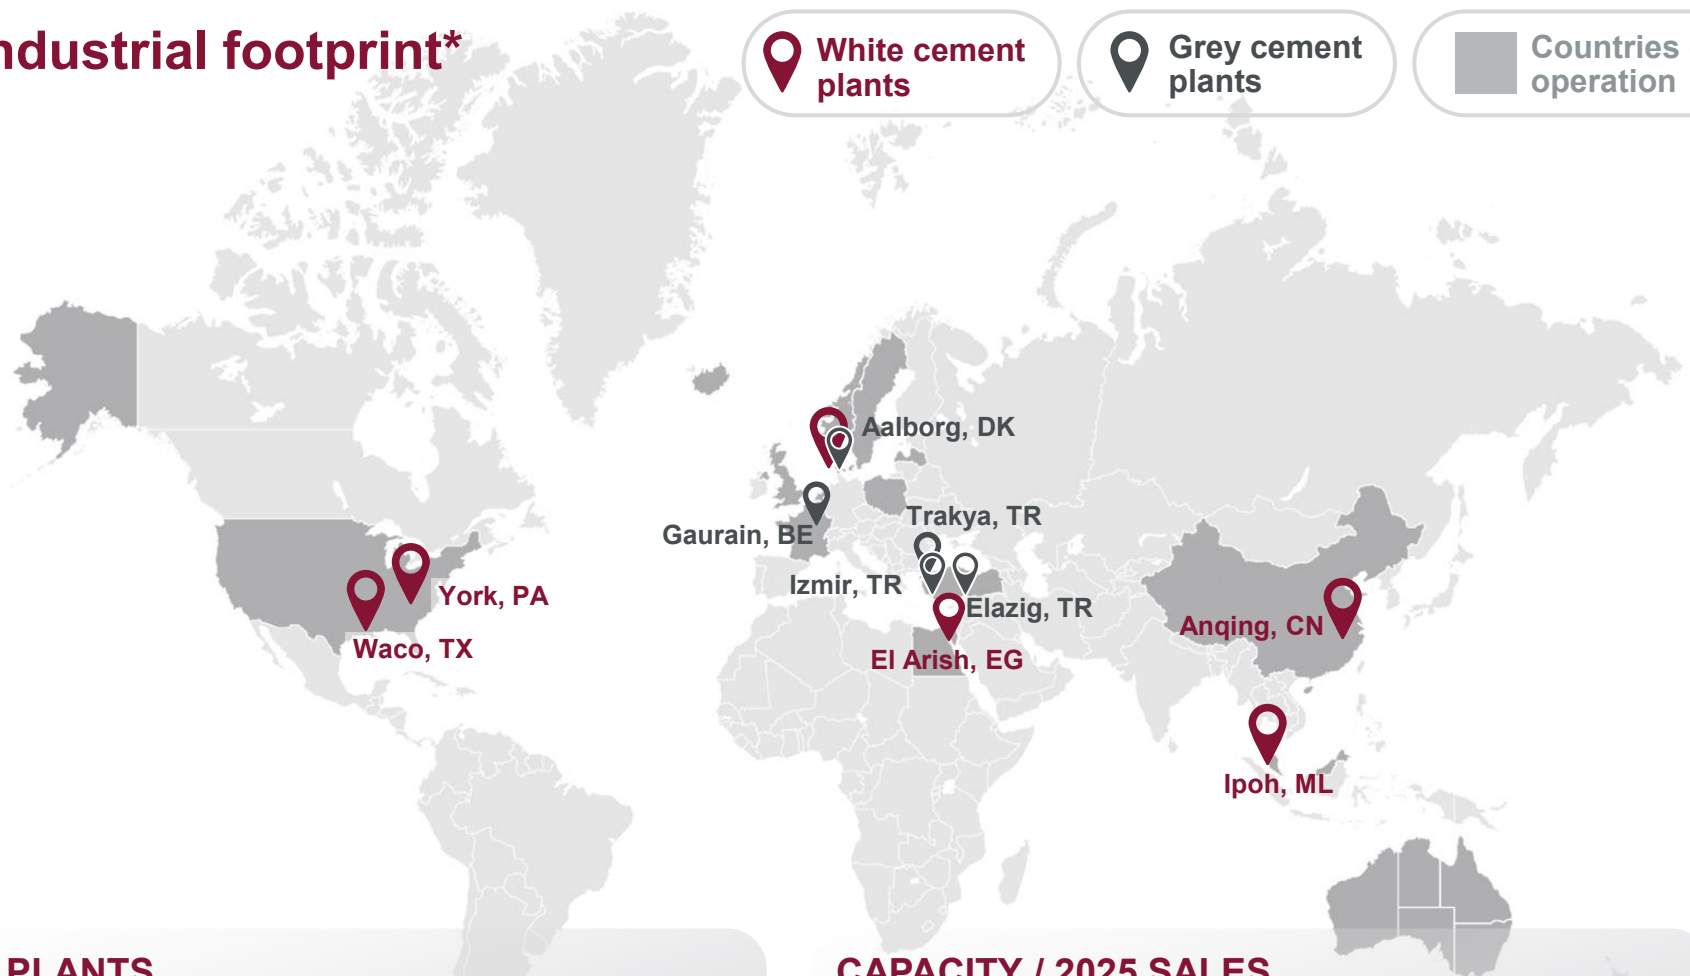 ndustrial footprint*
White cement
plants
Grey cement
plants
Countries
operation
Aalborg, DK
Gaurain, BE
Trakya, TR
Izmir, TR
Elazig, TR
York, PA
Waco, TX
El Arish, EG
Anqing, CN
Ipoh, ML
PLANTS
CAPACITY / 2025 SALES